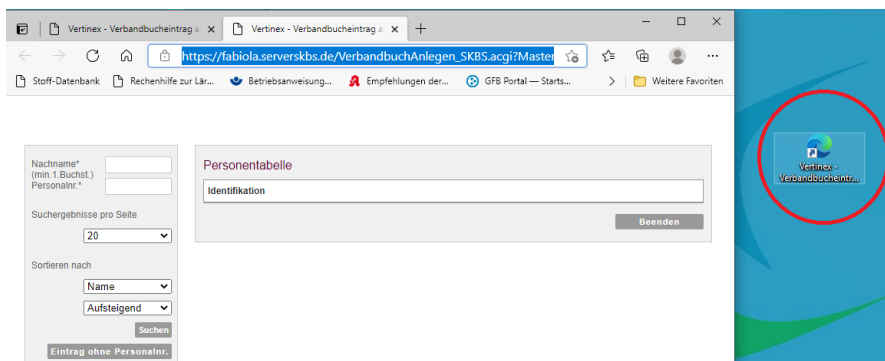 Vertinex - Verbandbucheintrag a
Vertinex - Verbandbucheintrag a
https://fabiola.serverskbs.de/VerbandbuchAnlegen_SKBS.acgi?Master
Stoff-Datenbank
Rechenhilfe zur Lär...
Betriebsanweisung...
Empfehlungen der...
GFB Portal — Starts...
Weitere Favoriten
Nachname*
(min.1.Buchst.)
Personalnr.*
Suchergebnisse pro Seite
20
Sortieren nach
Name
Aufsteigend
Suchen
Eintrag ohne Personalnr.
Personentabelle
Identifikation
Beenden
Vertinex -
Verbandbucheintr...